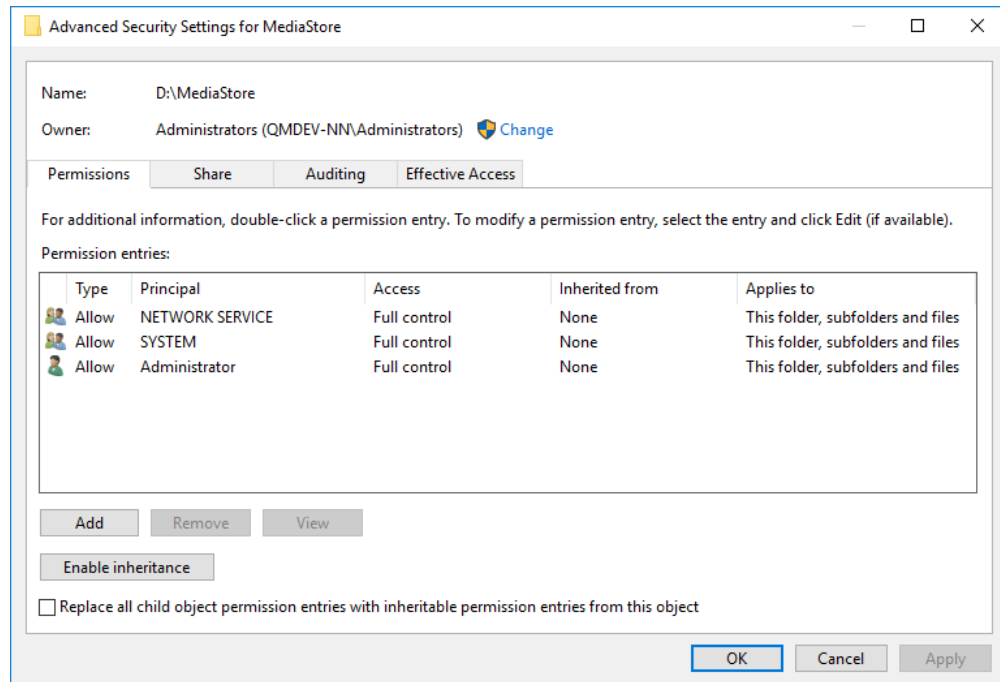 Advanced Security Settings for MediaStore
Name: D:\MediaStore
Owner: Administrators (QMDEV-NN\Administrators) Change
Permissions Share Auditing Effective Access
For additional information, double-click a permission entry. To modify a permission entry, select the entry and click Edit (if available).
Permission entries:
Type Principal Access Inherited from Applies to
Allow NETWORK SERVICE Full control None This folder, subfolders and files
Allow SYSTEM Full control None This folder, subfolders and files
Allow Administrator Full control None This folder, subfolders and files
Add Remove View
Enable inheritance
Replace all child object permission entries with inheritable permission entries from this object
OK Cancel Apply